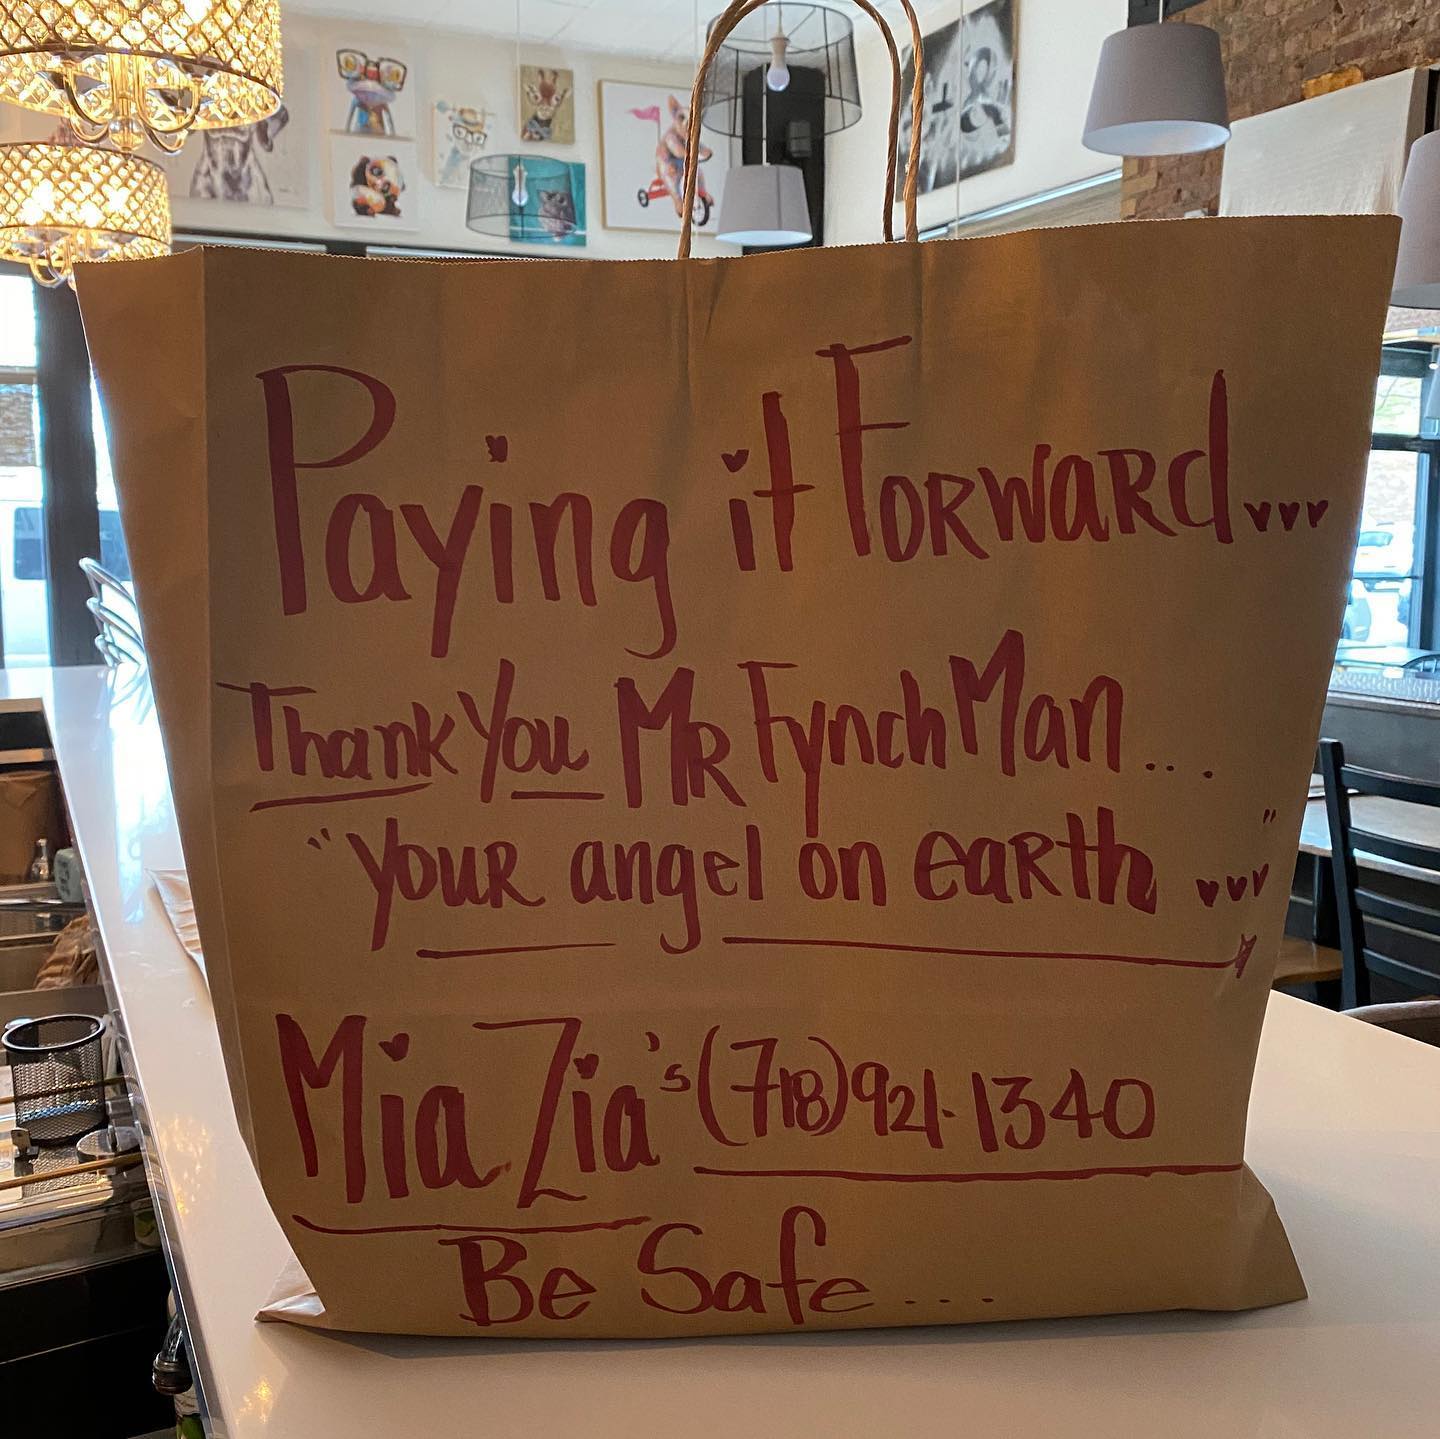 Paying it Forward...
Thank You MR Fynch Man...
"your angel on earth..."
Mia Zia's (718) 921-1340
Be Safe...